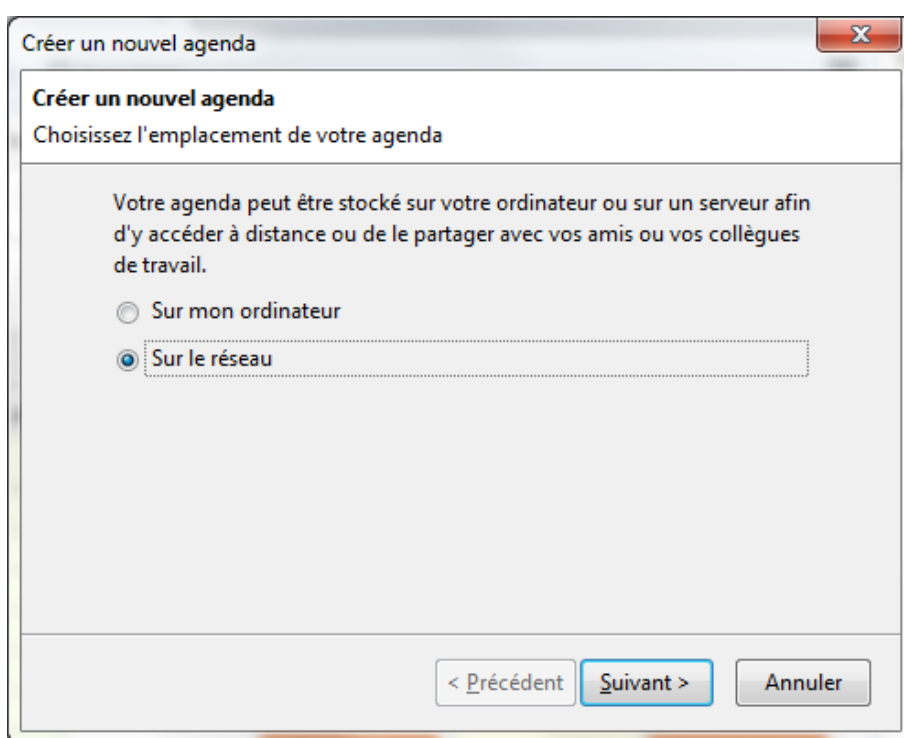 Créer un nouvel agenda
Créer un nouvel agenda
Choisissez l'emplacement de votre agenda
Votre agenda peut être stocké sur votre ordinateur ou sur un serveur afin
d'y accéder à distance ou de le partager avec vos amis ou vos collègues
de travail.
Sur mon ordinateur
Sur le réseau
< Précédent Suivant > Annuler